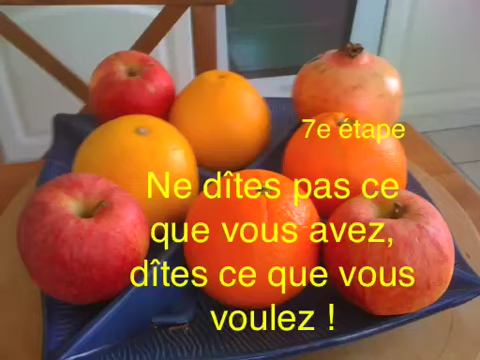 7e étape
Ne dîtes pas ce
que vous avez,
dîtes ce que vous
voulez !